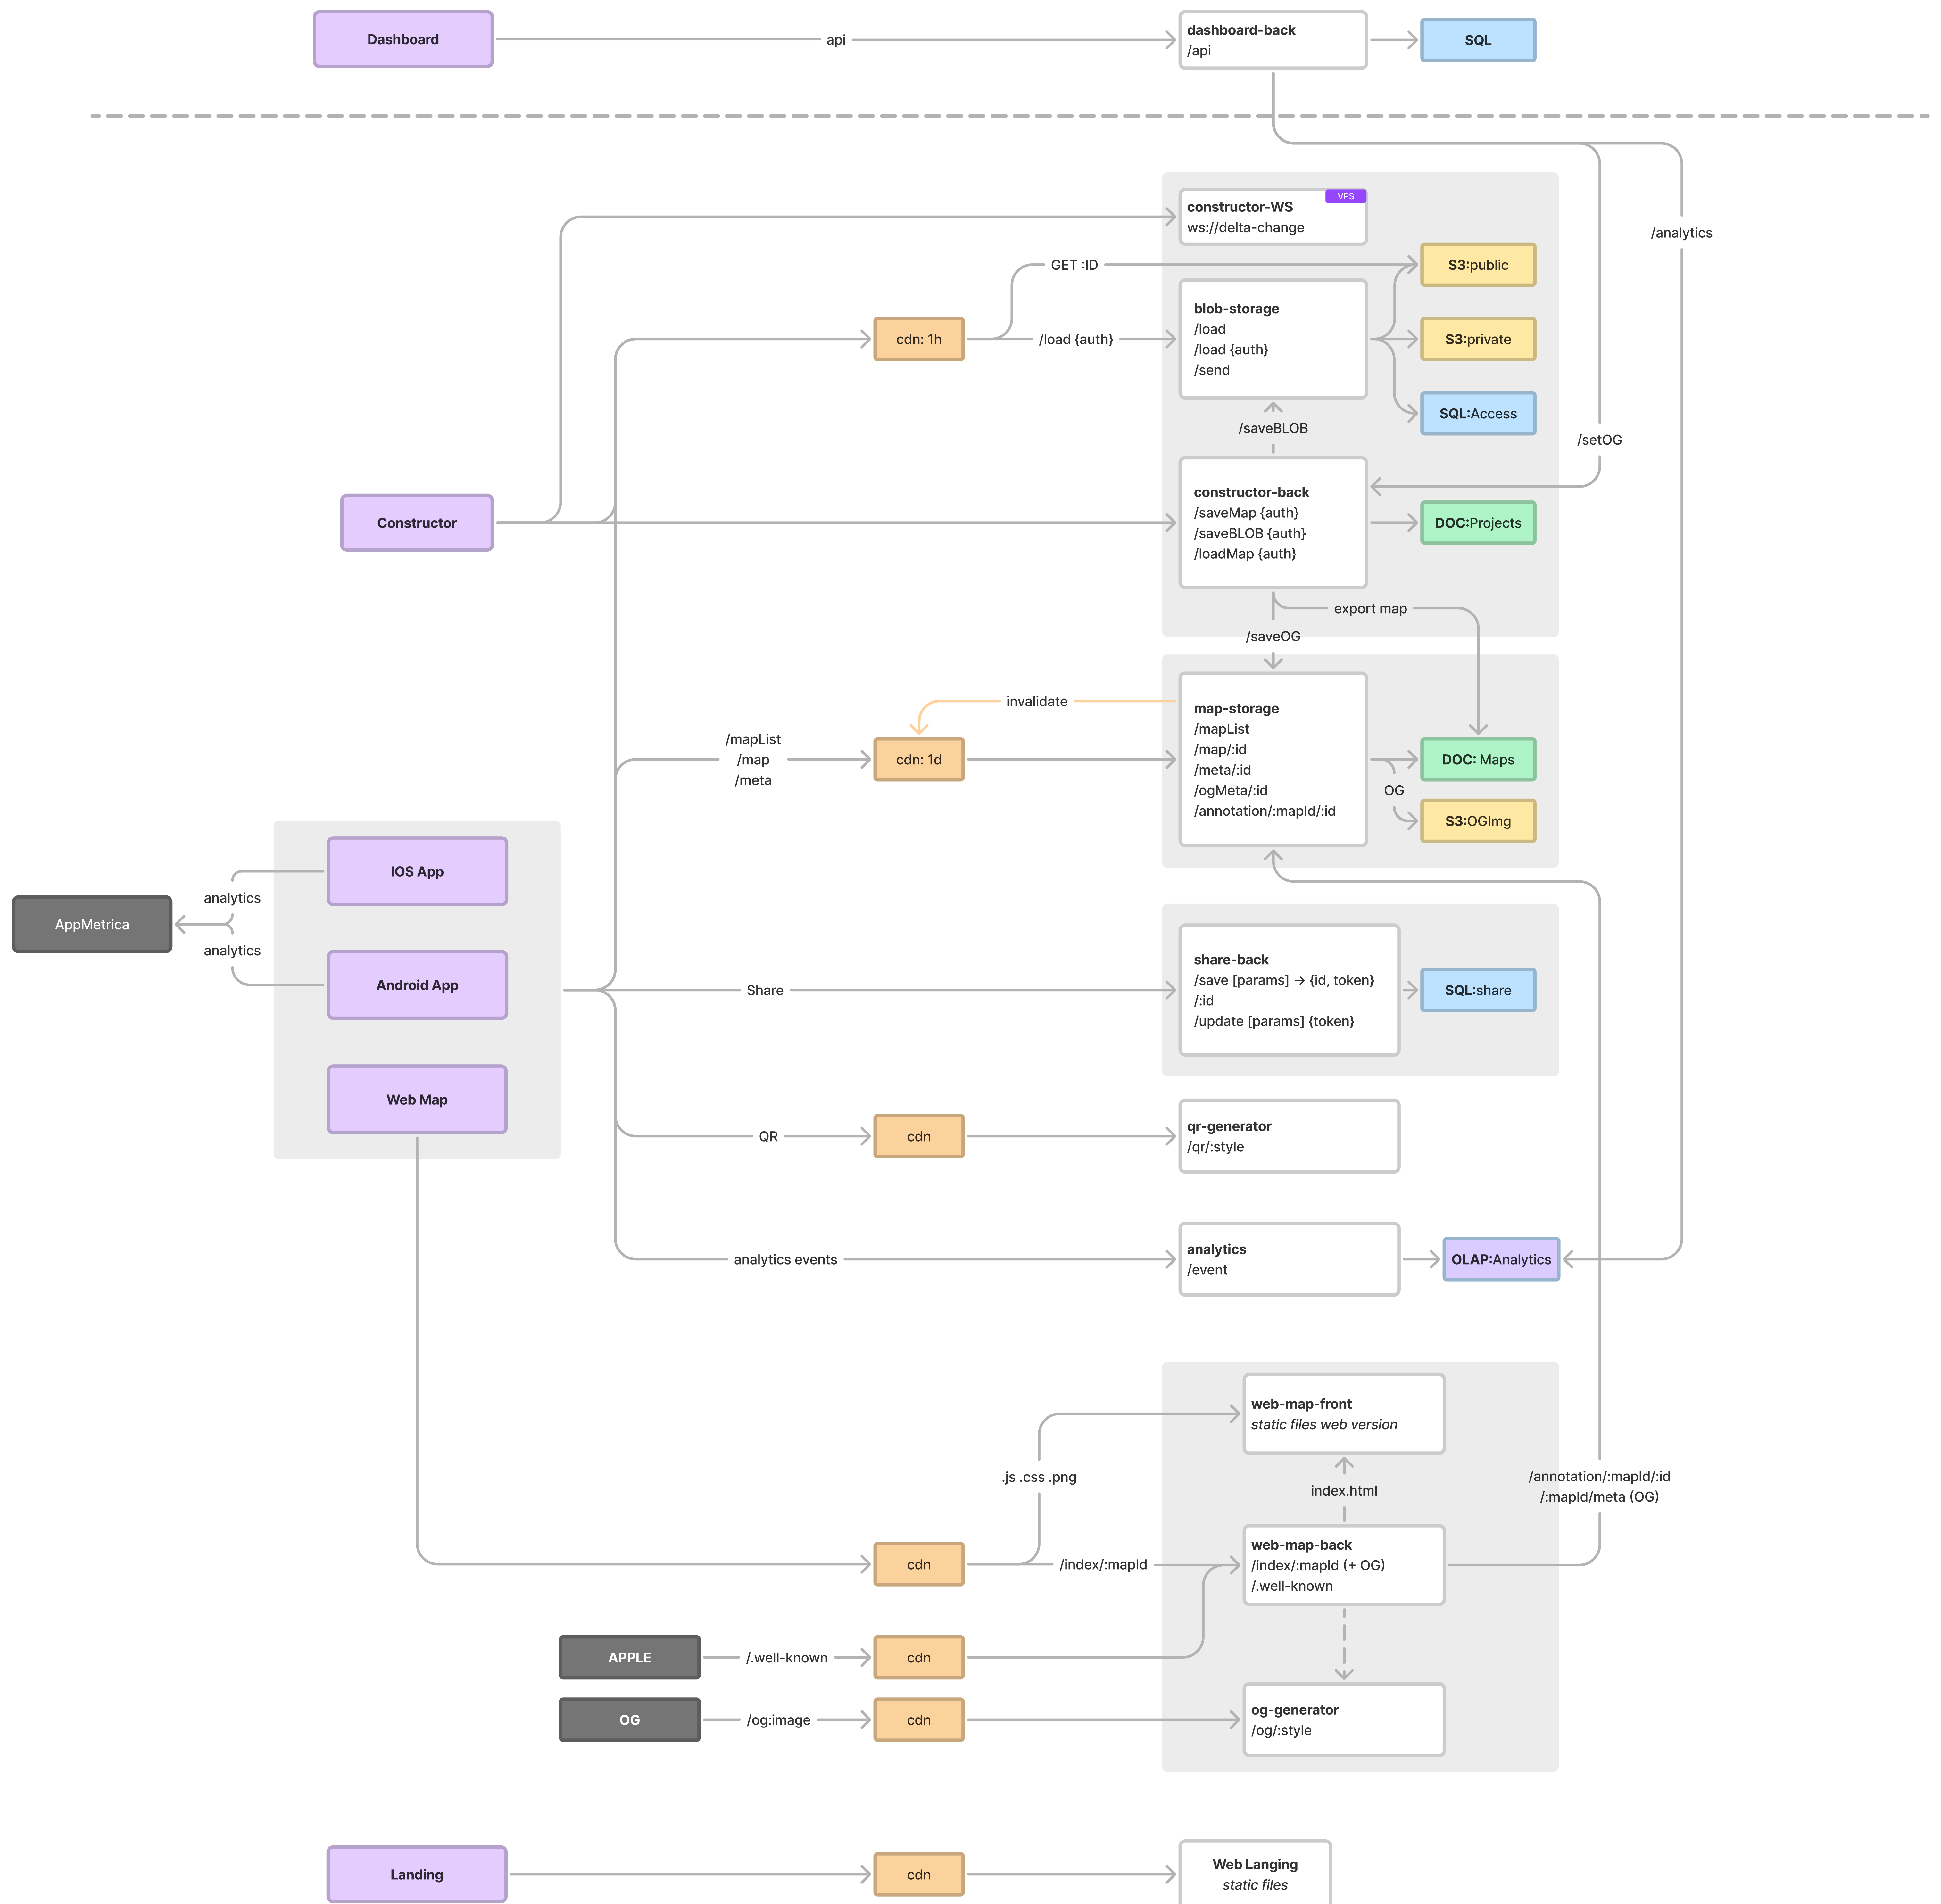 Dashboard
api
dashboard-back
/api
SQL
constructor-WS
VPS
ws://delta-change
/analytics
GET :ID
S3:public
blob-storage
/load
/load {auth}
/send
cdn: 1h
/load {auth}
S3:private
SQL:Access
/saveBLOB
/setOG
Constructor
constructor-back
/saveMap {auth}
/saveBLOB {auth}
/loadMap {auth}
DOC:Projects
export map
/saveOG
invalidate
/mapList
/map
/meta
cdn: 1d
map-storage
/mapList
/map/:id
/meta/:id
/ogMeta/:id
/annotation/:mapId/:id
DOC: Maps
OG
S3:OGImg
IOS App
analytics
AppMetrica
analytics
Android App
Web Map
Share
share-back
/save [params] → {id, token}
/:id
/update [params] {token}
SQL:share
QR
cdn
qr-generator
/qr/:style
analytics events
analytics
/event
OLAP:Analytics
web-map-front
static files web version
.js .css .png
index.html
/annotation/:mapId/:id
/:mapId/meta (OG)
cdn
/index/:mapId
web-map-back
/index/:mapId (+ OG)
/.well-known
APPLE
/.well-known
cdn
OG
/og:image
cdn
og-generator
/og/:style
Landing
cdn
Web Langing
static files